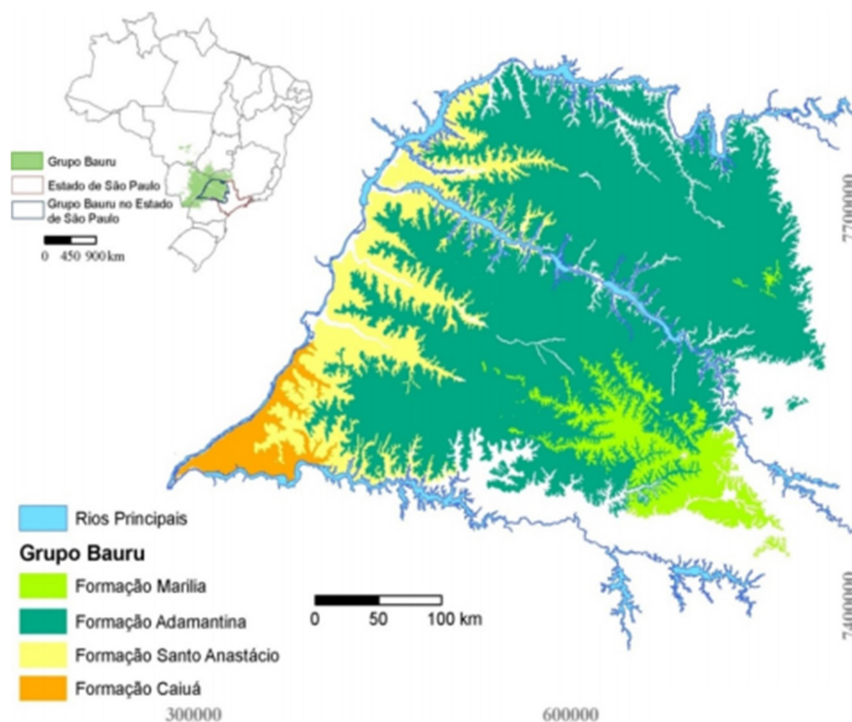 Grupo Bauru
Estado de São Paulo
Grupo Bauru no Estado
de São Paulo
0 450 900 km
7700000
Rios Principais
Grupo Bauru
Formação Marília
Formação Adamantina
Formação Santo Anastácio
Formação Caiuá
0 50 100 km
7400000
300000
600000